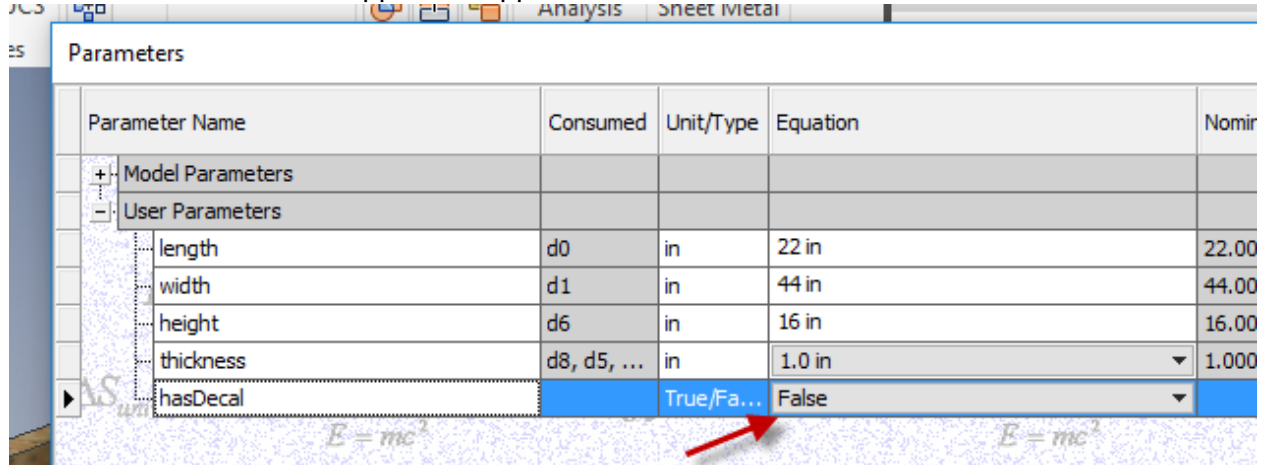 Analysis Sheet Metal
es
Parameters
Parameter Name Consumed Unit/Type Equation Nomin
Model Parameters
User Parameters
length d0 in 22 in 22.00
width d1 in 44 in 44.00
height d6 in 16 in 16.00
thickness d8, d5, ... in 1.0 in 1.000
hasDecal True/Fa... False
E = mc² E = mc²